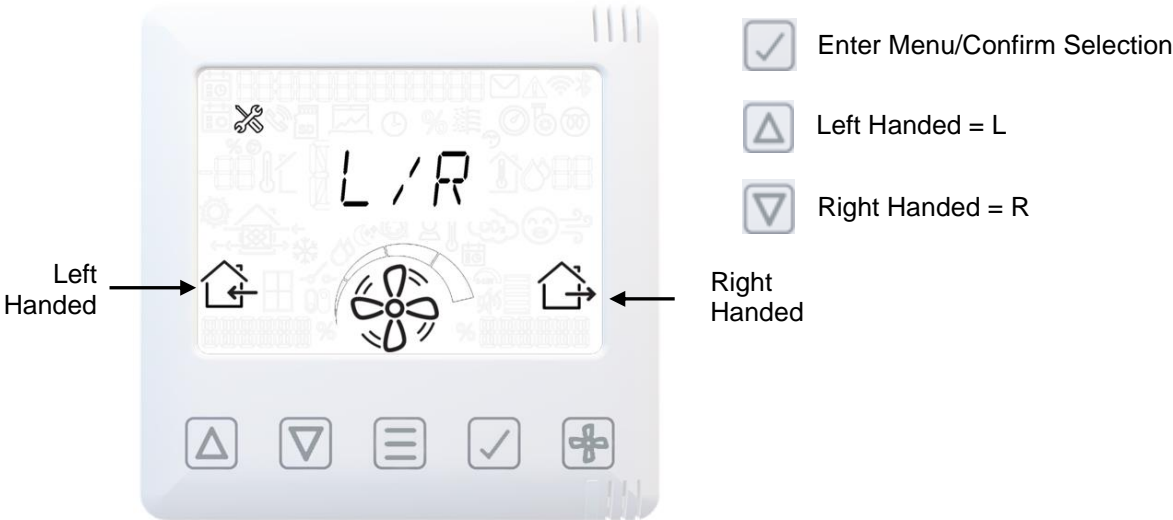 Enter Menu/Confirm Selection
Left Handed = L
Right Handed = R
L/R
Left
Handed
Right
Handed
%
%
%